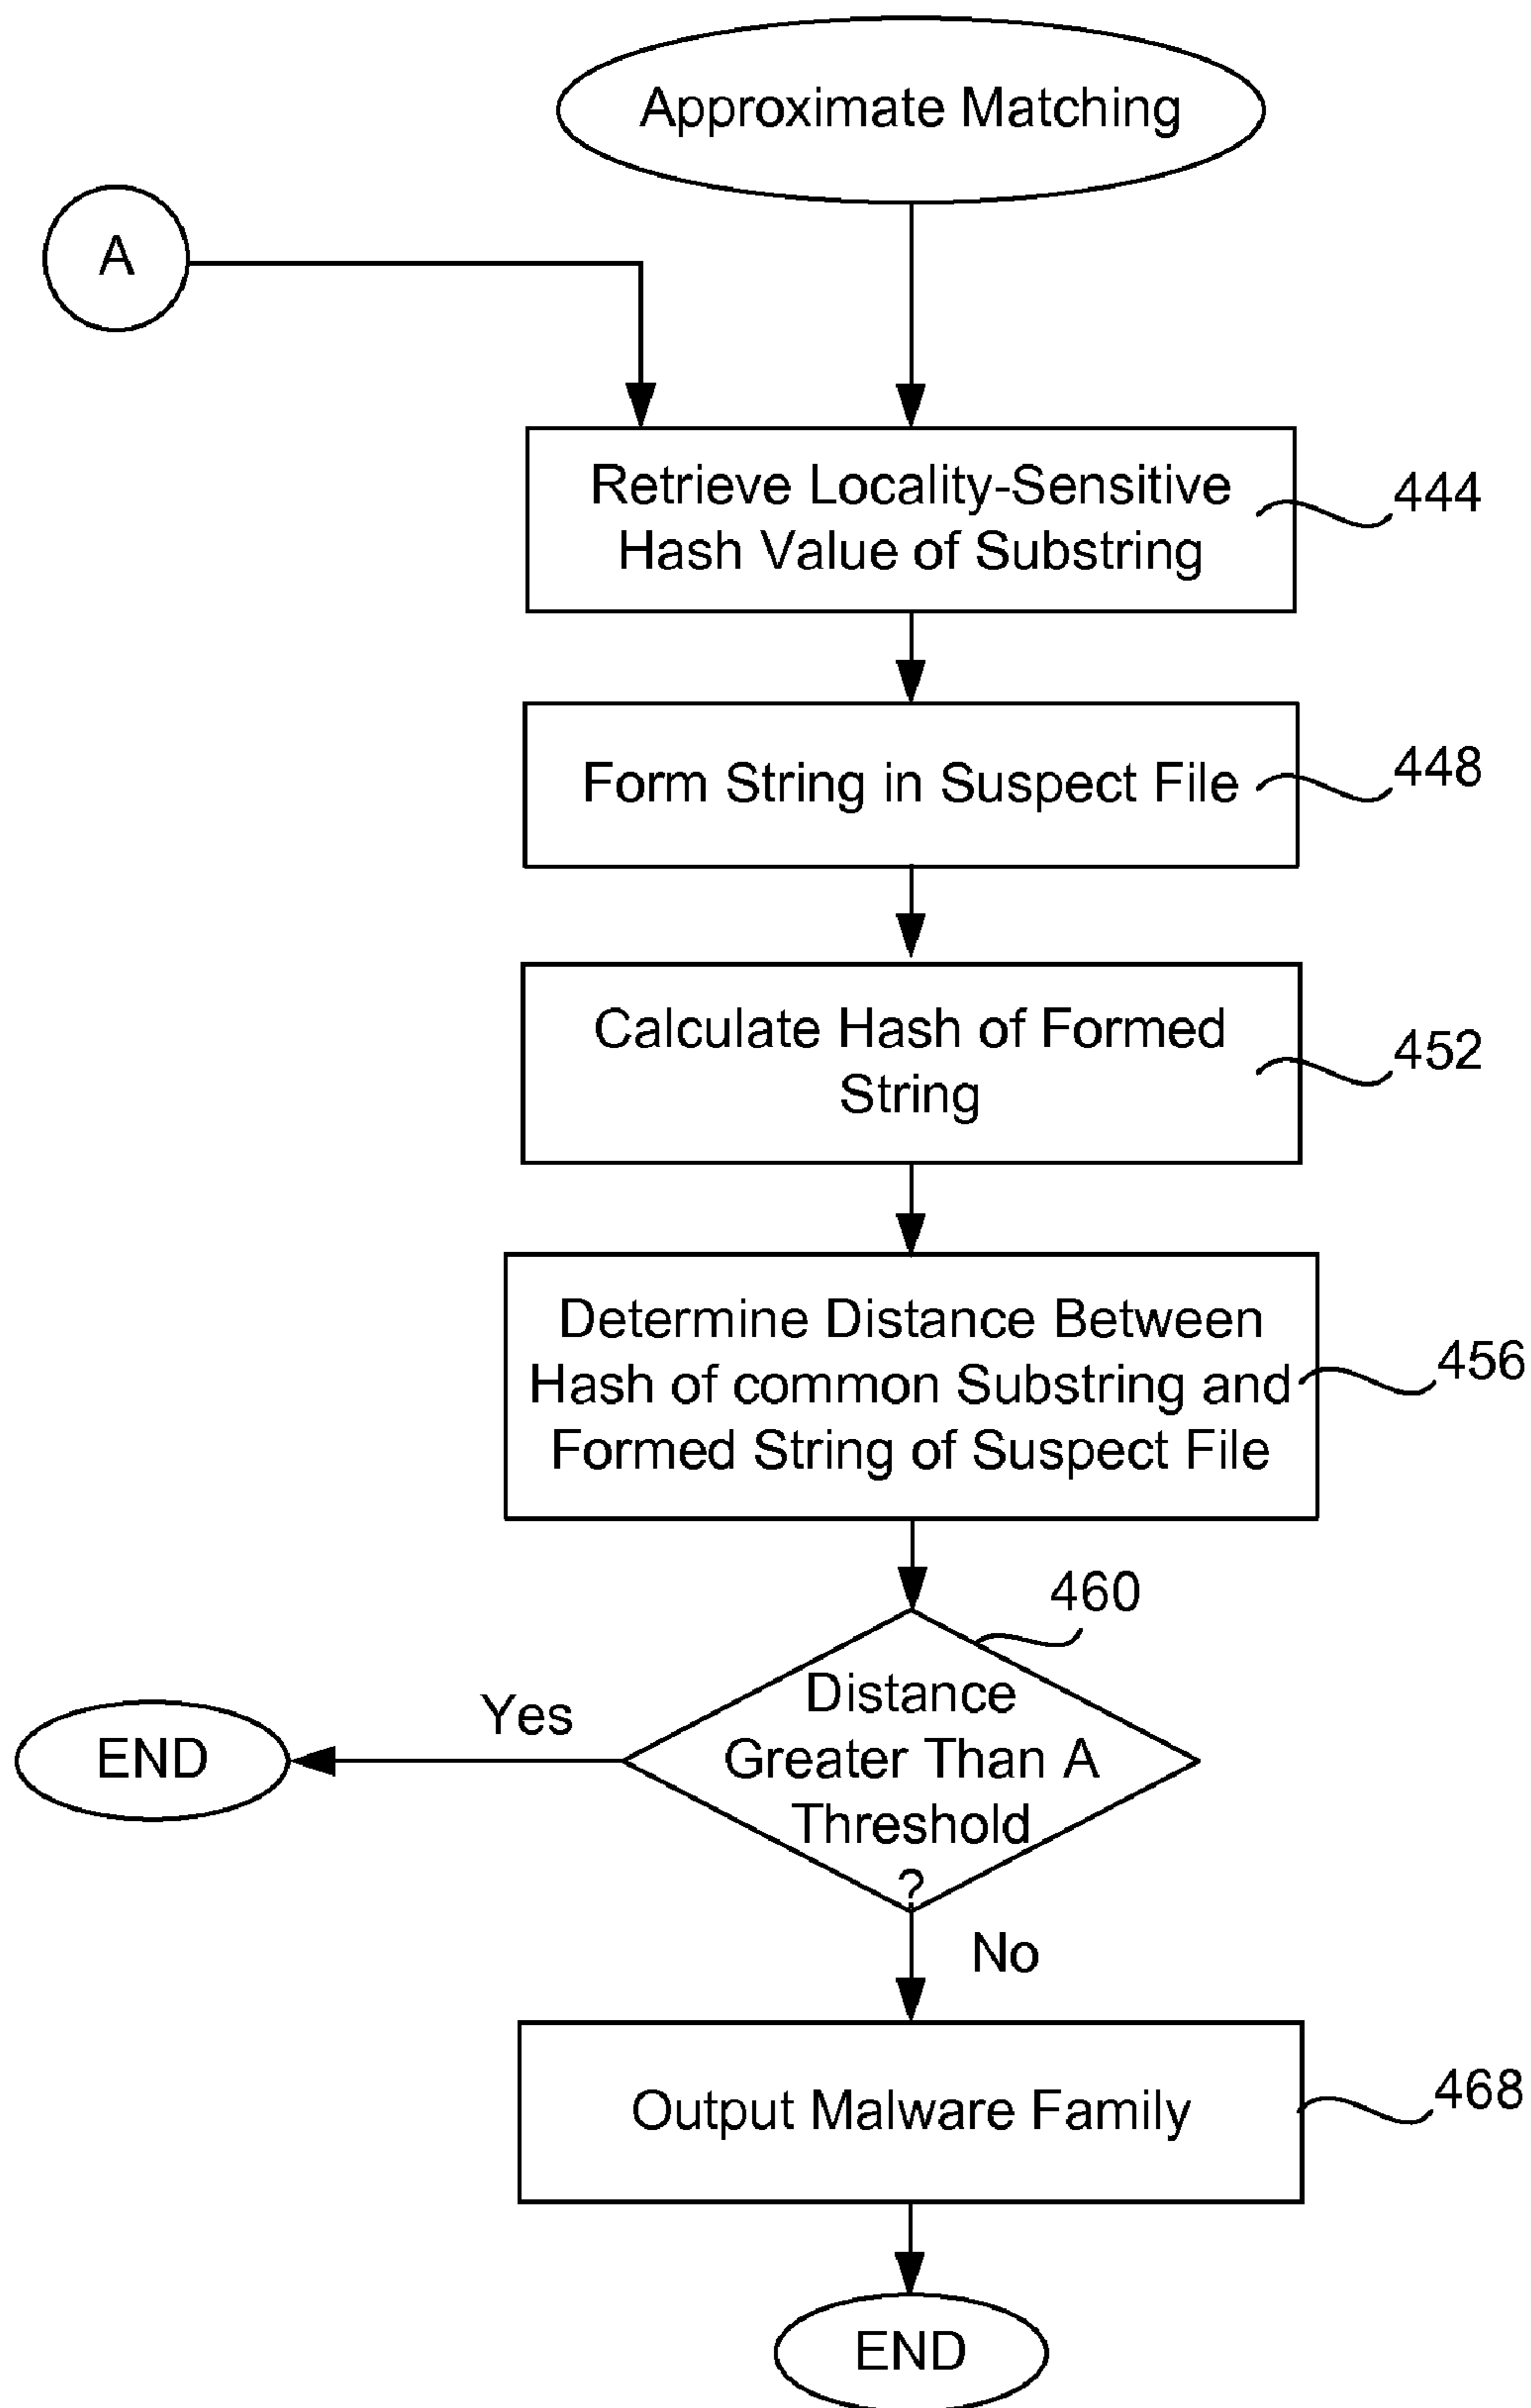 Approximate Matching
A
Retrieve Locality-Sensitive
Hash Value of Substring
444
Form String in Suspect File
448
Calculate Hash of Formed
String
452
Determine Distance Between
Hash of common Substring and
Formed String of Suspect File
456
460
Distance
Greater Than A
Threshold
?
Yes
END
No
Output Malware Family
468
END